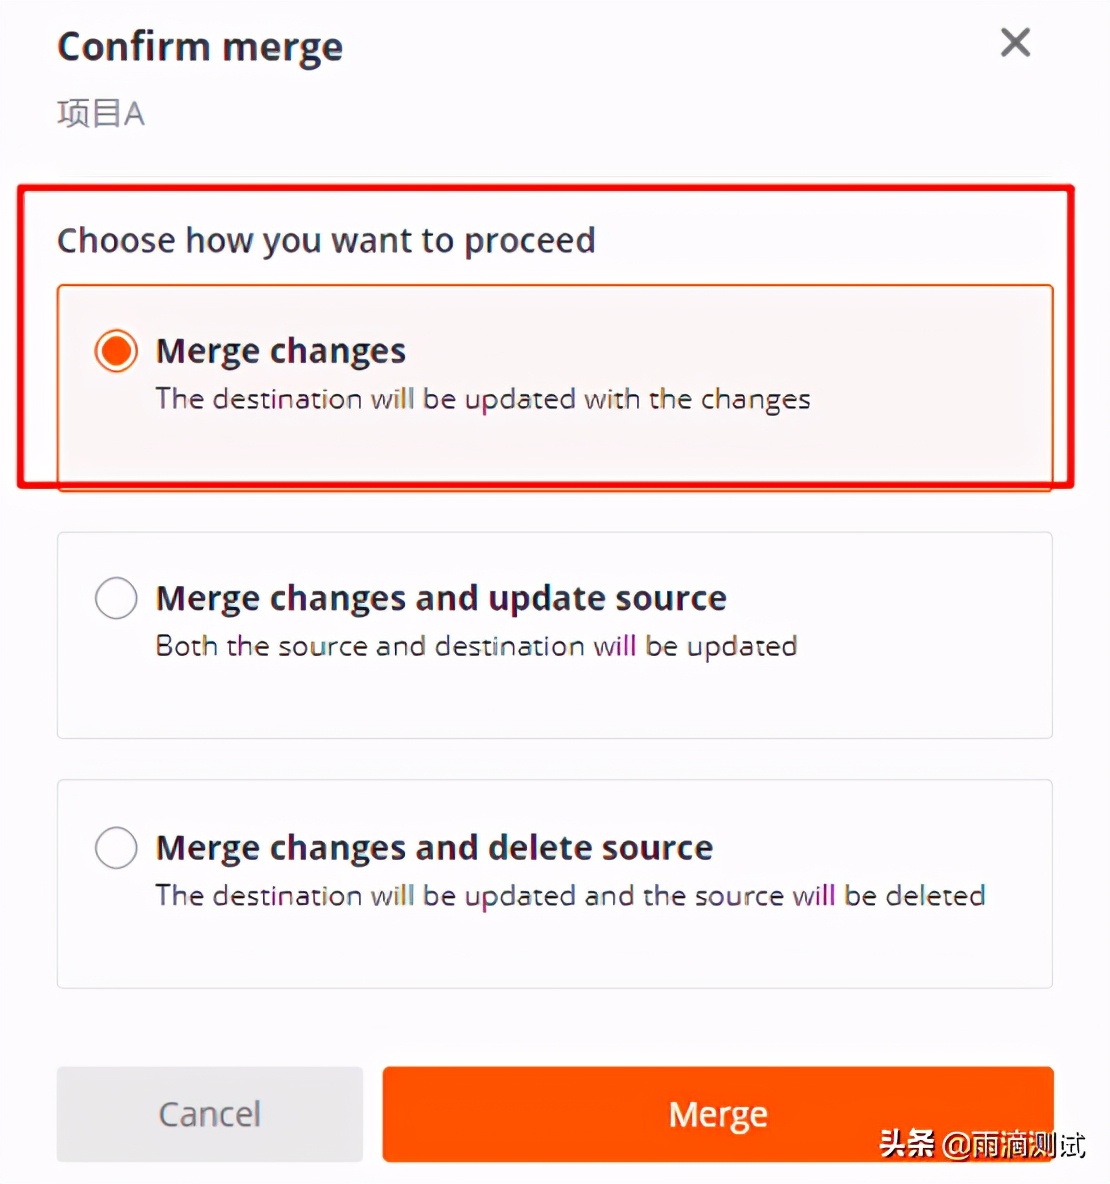 Confirm merge
项目A
Choose how you want to proceed
Merge changes
The destination will be updated with the changes
Merge changes and update source
Both the source and destination will be updated
Merge changes and delete source
The destination will be updated and the source will be deleted
Cancel
Merge
头条 @雨滴测试